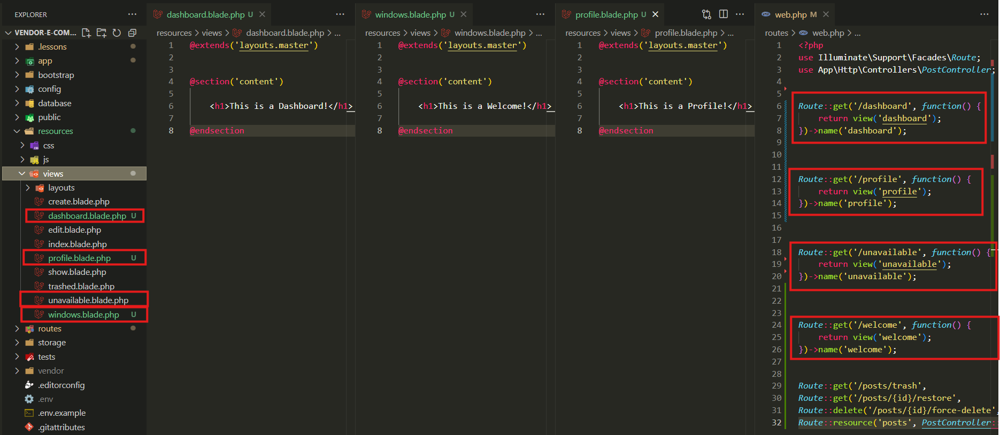 EXPLORER
VENDOR-E-COM...
.lessons
app
bootstrap
config
database
public
resources
css
js
views
layouts
create.blade.php
dashboard.blade.php U
edit.blade.php
index.blade.php
profile.blade.php U
show.blade.php
trashed.blade.php
unavailable.blade.php
windows.blade.php U
routes
storage
tests
vendor
.editorconfig
.env
.env.example
.gitattributes
dashboard.blade.php U
resources > views > dashboard.blade.php > ...
1 @extends('layouts.master')
2
3
4 @section('content')
5
6 <h1>This is a Dashboard!</h1>
7
8 @endsection
windows.blade.php U
resources > views > windows.blade.php > ...
1 @extends('layouts.master')
2
3
4 @section('content')
5
6 <h1>This is a Welcome!</h1>
7
8 @endsection
profile.blade.php U
resources > views > profile.blade.php > ...
1 @extends('layouts.master')
2
3
4 @section('content')
5
6 <h1>This is a Profile!</h1>
7
8 @endsection
web.php M
routes > web.php > ...
1 <?php
2 use Illuminate\Support\Facades\Route;
3 use App\Http\Controllers\PostController;
4
5
6 Route::get('/dashboard', function() {
7 return view('dashboard');
8 })->name('dashboard');
9
10
11
12 Route::get('/profile', function() {
13 return view('profile');
14 })->name('profile');
15
16
17
18 Route::get('/unavailable', function() {
19 return view('unavailable');
20 })->name('unavailable');
21
22
23
24 Route::get('/welcome', function() {
25 return view('welcome');
26 })->name('welcome');
27
28
29 Route::get('/posts/trash',
30 Route::get('/posts/{id}/restore',
31 Route::delete('/posts/{id}/force-delete',
32 Route::resource('posts', PostController::